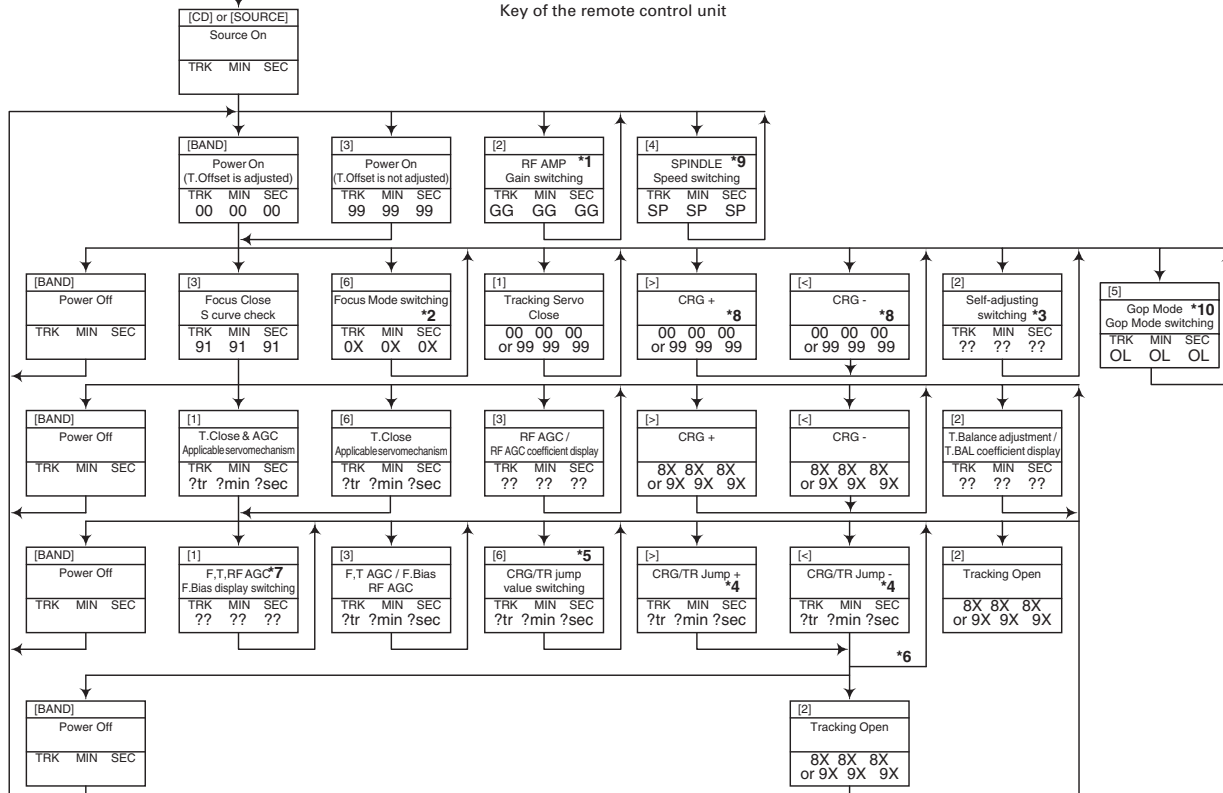 Key of the remote control unit
[CD] or [SOURCE]
Source On
TRK MIN SEC
[BAND]
Power On
(T.Offset is adjusted)
TRK MIN SEC
00 00 00
[3]
Power On
(T.Offset is not adjusted)
TRK MIN SEC
99 99 99
[2]
RF AMP *1
Gain switching
TRK MIN SEC
GG GG GG
[4]
SPINDLE *9
Speed switching
TRK MIN SEC
SP SP SP
[BAND]
Power Off
TRK MIN SEC
[3]
Focus Close
S curve check
TRK MIN SEC
91 91 91
[6]
Focus Mode switching
*2
TRK MIN SEC
0X 0X 0X
[1]
Tracking Servo
Close
00 00 00
or 99 99 99
[>]
CRG +
*8
00 00 00
or 99 99 99
[<]
CRG -
*8
00 00 00
or 99 99 99
[2]
Self-adjusting
switching *3
TRK MIN SEC
?? ?? ??
[5]
Gop Mode *10
Gop Mode switching
TRK MIN SEC
OL OL OL
[BAND]
Power Off
TRK MIN SEC
[1]
T.Close & AGC
Applicable servomechanism
TRK MIN SEC
?tr ?min ?sec
[6]
T.Close
Applicable servomechanism
TRK MIN SEC
?tr ?min ?sec
[3]
RF AGC /
RF AGC coefficient display
TRK MIN SEC
?? ?? ??
[>]
CRG +
8X 8X 8X
or 9X 9X 9X
[<]
CRG -
8X 8X 8X
or 9X 9X 9X
[2]
T.Balance adjustment /
T.BAL coefficient display
TRK MIN SEC
?? ?? ??
[BAND]
Power Off
TRK MIN SEC
[1]
F,T,RF AGC *7
F.Bias display switching
TRK MIN SEC
?? ?? ??
[3]
F,T AGC / F.Bias
RF AGC
TRK MIN SEC
?tr ?min ?sec
[6] *5
CRG/TR jump
value switching
TRK MIN SEC
?tr ?min ?sec
[>]
CRG/TR Jump +
*4
TRK MIN SEC
?tr ?min ?sec
[<]
CRG/TR Jump -
*4
TRK MIN SEC
?tr ?min ?sec
[2]
Tracking Open
8X 8X 8X
or 9X 9X 9X
*6
[BAND]
Power Off
TRK MIN SEC
[2]
Tracking Open
8X 8X 8X
or 9X 9X 9X